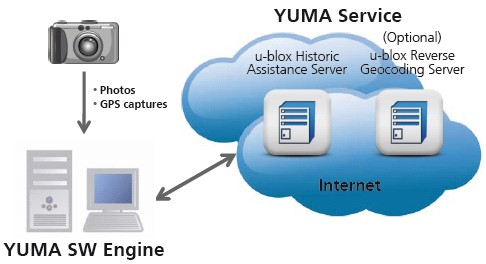 YUMA Service
(Optional)
u-blox Historic
Assistance Server
u-blox Reverse
Geocoding Server
• Photos
• GPS captures
Internet
YUMA SW Engine